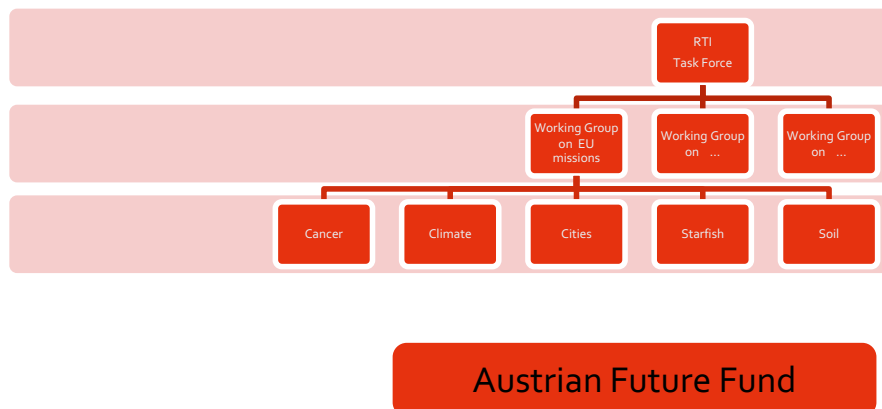 RTI
Task Force
Working Group
on EU
missions
Working Group
on ...
Working Group
on ...
Cancer
Climate
Cities
Starfish
Soil
Austrian Future Fund